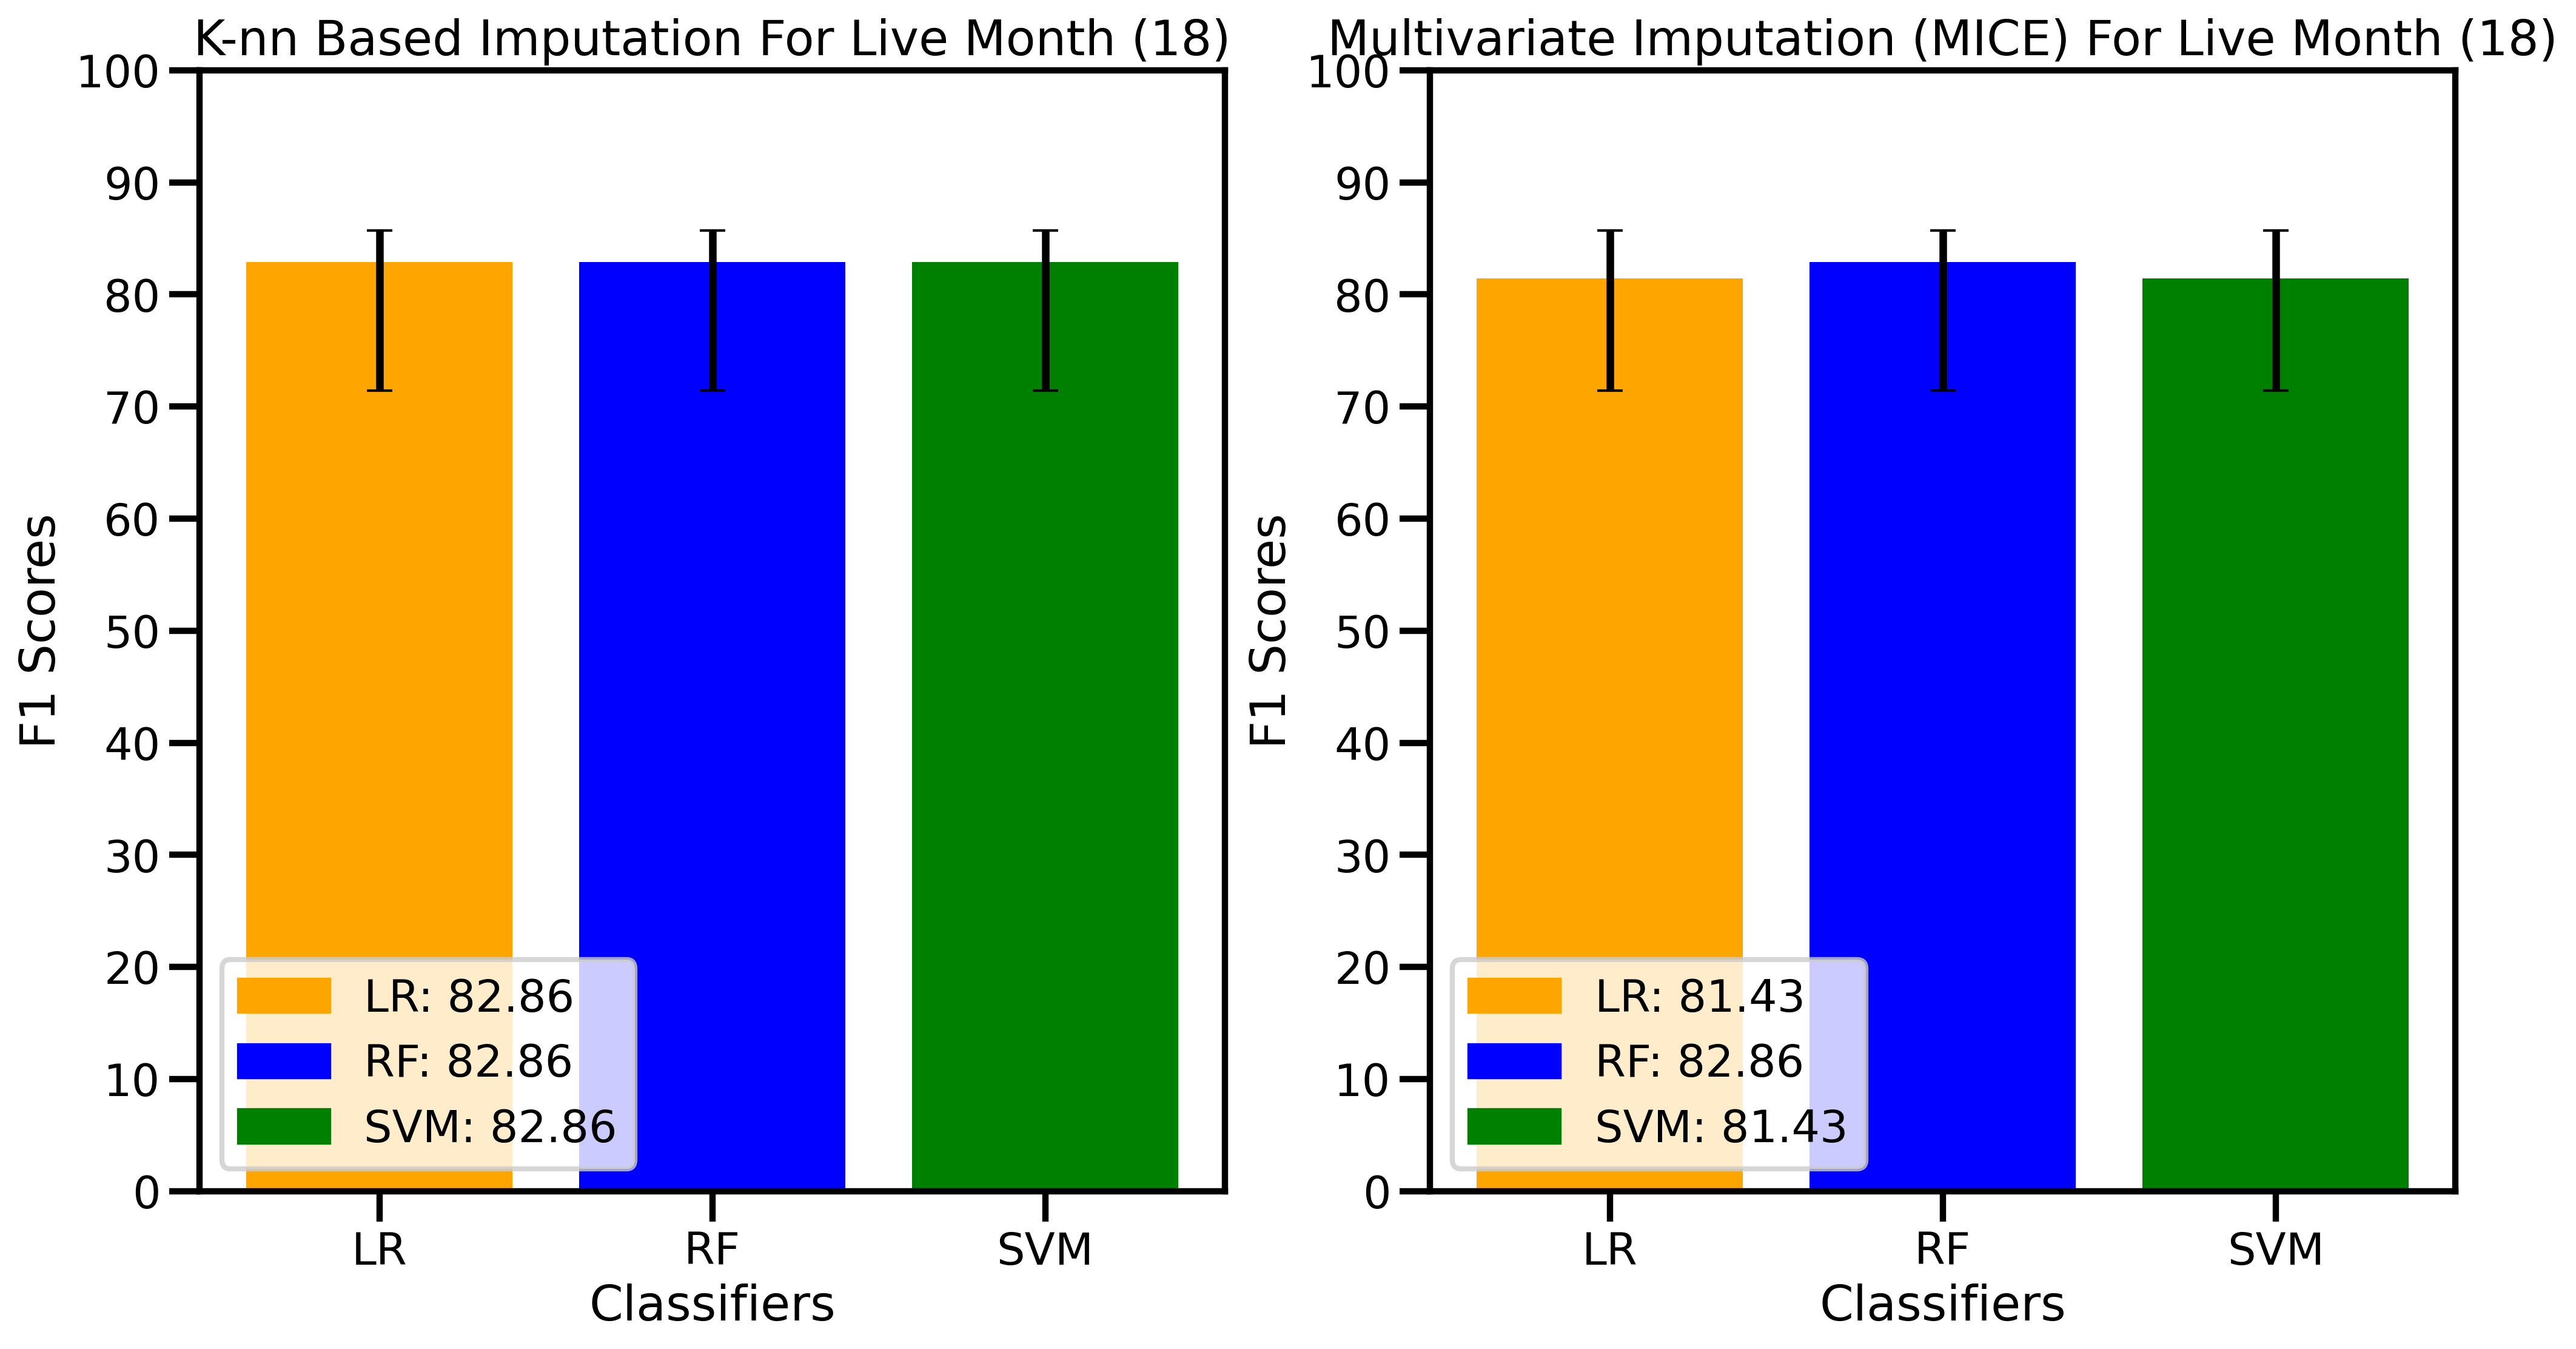 K-nn Based Imputation For Live Month (18)
100
90
80
70
60
50
40
30
20
10
0
F1 Scores
LR: 82.86
RF: 82.86
SVM: 82.86
LR RF SVM
Classifiers
Multivariate Imputation (MICE) For Live Month (18)
100
90
80
70
60
50
40
30
20
10
0
F1 Scores
LR: 81.43
RF: 82.86
SVM: 81.43
LR RF SVM
Classifiers